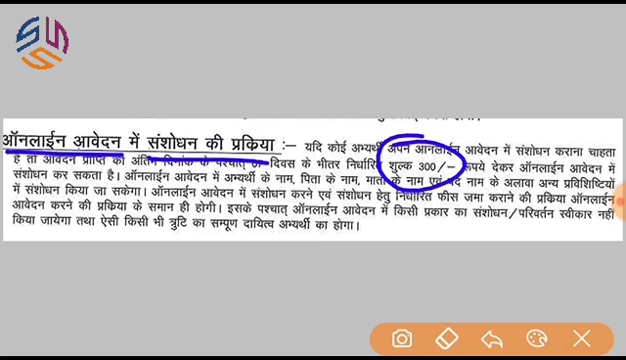 ऑनलाईन आवेदन में संशोधन की प्रकिया :– यदि कोई अभ्यर्थी अपने ऑनलाईन आवेदन में संशोधन कराना चाहता
है तो आवेदन प्राप्ति की अंतिम दिनांक के पश्चात् दिवस के भीतर निर्धारित शुल्क 300/– रूपये देकर ऑनलाईन आवेदन में
संशोधन कर सकता है। ऑनलाईन आवेदन में अभ्यर्थी के नाम, पिता के नाम, माता के नाम एवं पद नाम के अलावा अन्य प्रविशिष्टियों
में संशोधन किया जा सकेगा। ऑनलाईन आवेदन में संशोधन करने एवं संशोधन हेतु निर्धारित फीस जमा कराने की प्रकिया ऑनलाईन
आवेदन करने की प्रकिया के समान ही होगी। इसके पश्चात् ऑनलाईन आवेदन में किसी प्रकार का संशोधन/परिवर्तन स्वीकार नहीं
किया जायेगा तथा ऐसी किसी भी त्रुटि का सम्पूण दायित्व अभ्यर्थी का होगा।